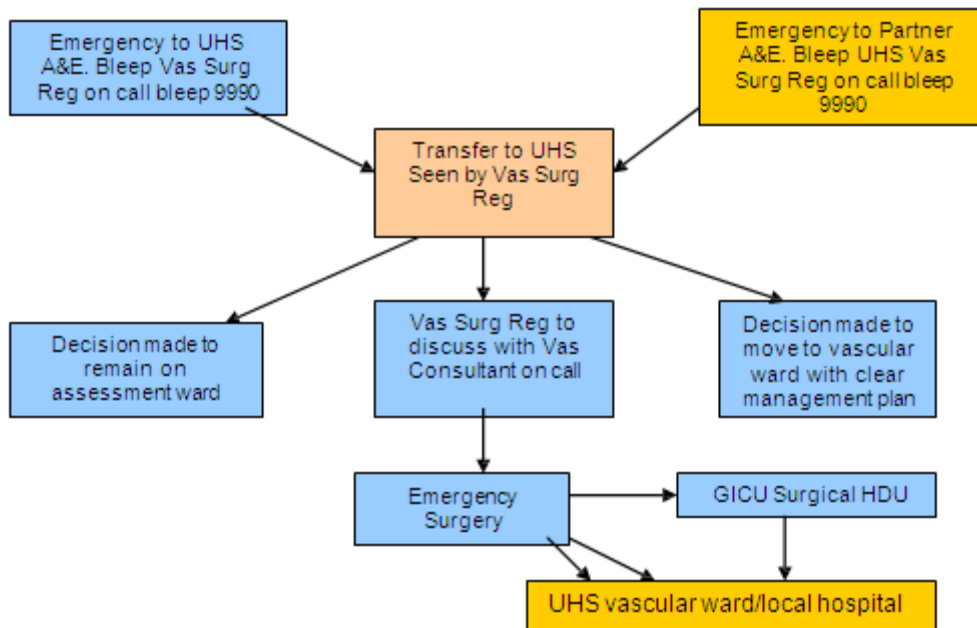 Emergency to UHS
A&E. Bleep Vas Surg
Reg on call bleep 9990
Emergency to Partner
A&E. Bleep UHS Vas
Surg Reg on call bleep
9990
Transfer to UHS
Seen by Vas Surg
Reg
Decision made to
remain on
assessment ward
Vas Surg Reg to
discuss with Vas
Consultant on call
Decision made to
move to vascular
ward with clear
management plan
Emergency
Surgery
GICU Surgical HDU
UHS vascular ward/local hospital